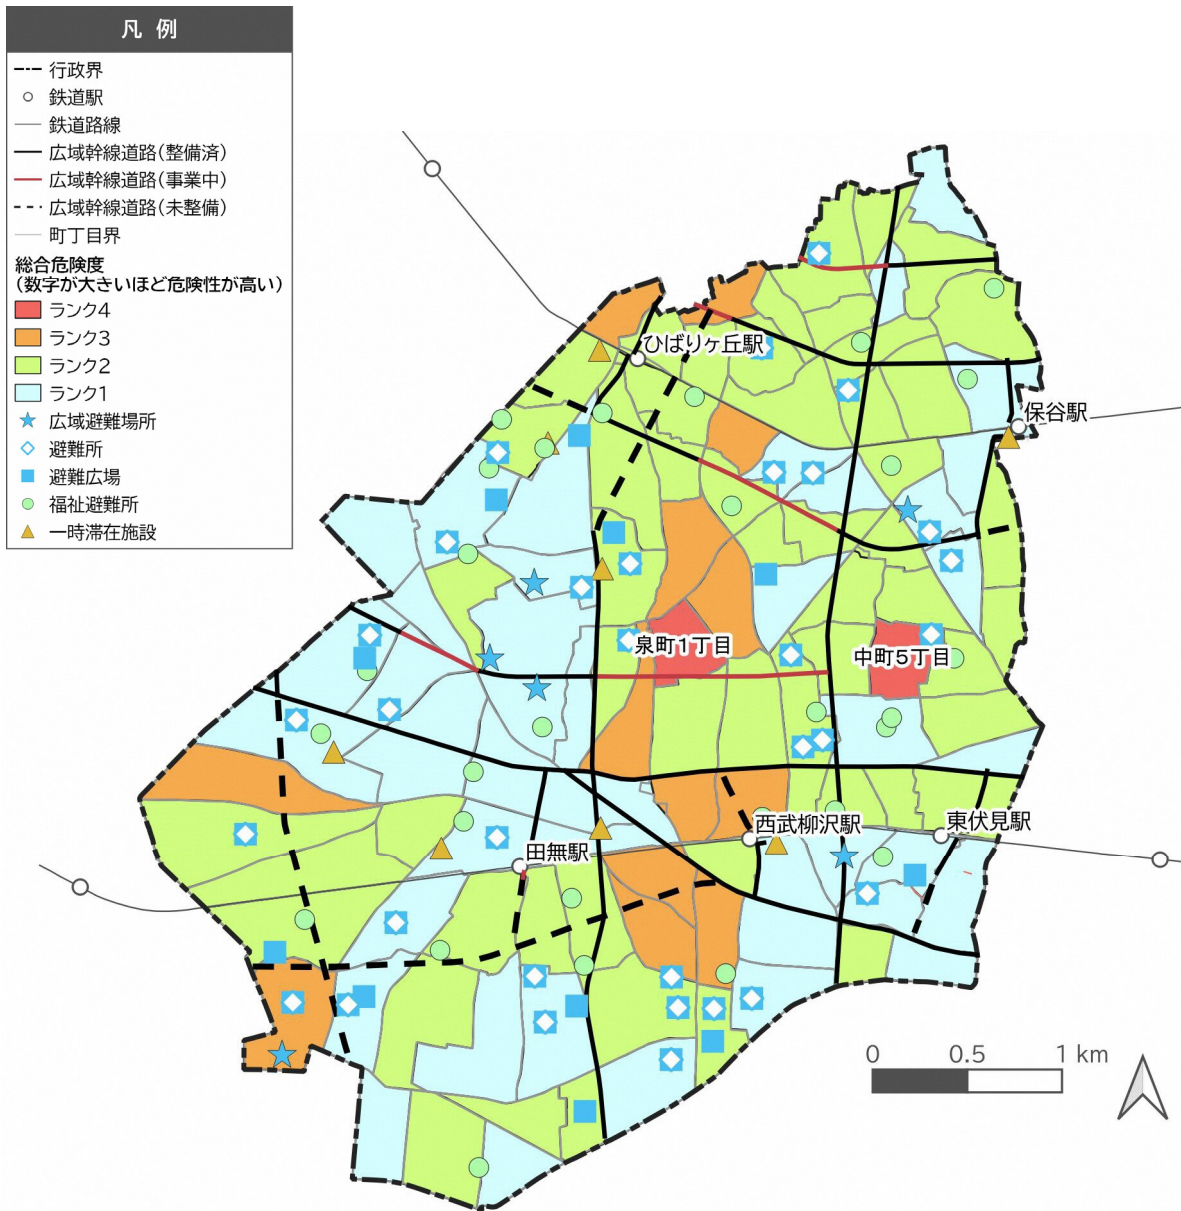 凡 例
行政界
鉄道駅
鉄道路線
広域幹線道路(整備済)
広域幹線道路(事業中)
広域幹線道路(未整備)
町丁目界
総合危険度
(数字が大きいほど危険性が高い)
ランク4
ランク3
ランク2
ランク1
広域避難場所
避難所
避難広場
福祉避難所
一時滞在施設
ひばりヶ丘駅
保谷駅
泉町1丁目
中町5丁目
西武柳沢駅
東伏見駅
田無駅
0 0.5 1 km